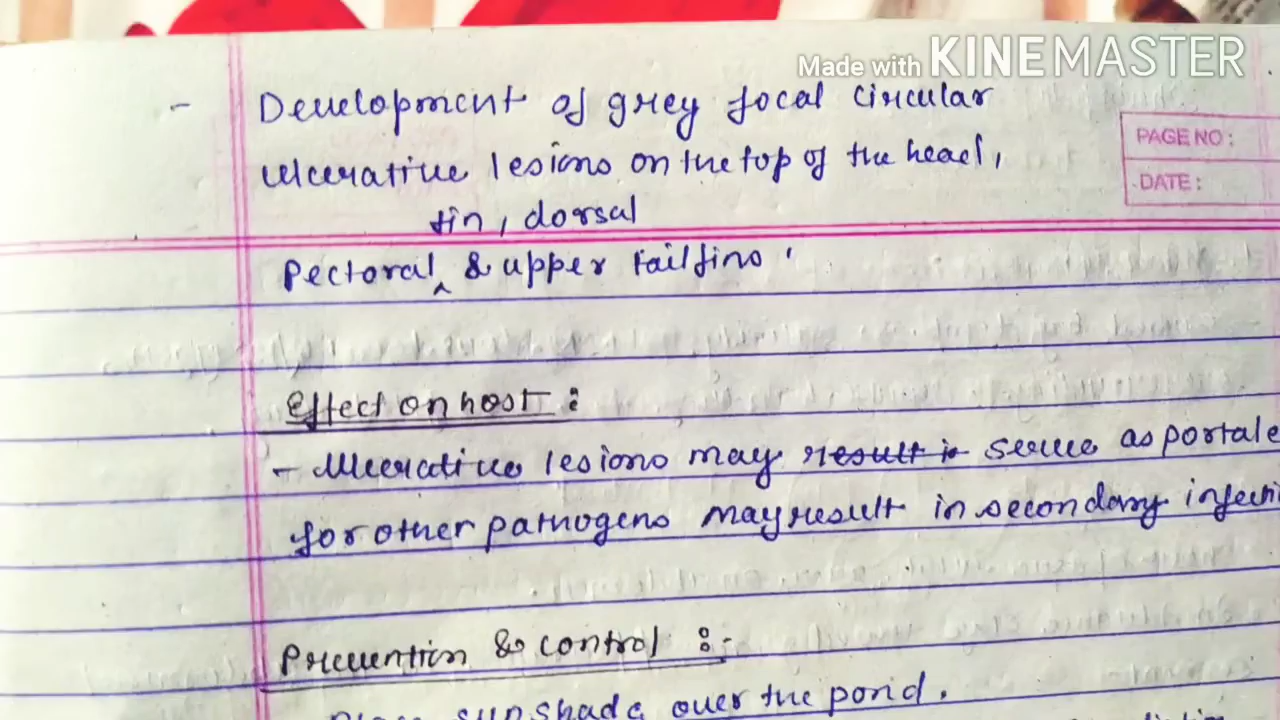 Made with KINEMASTER
- Development of grey focal circular
ulcerative lesions on the top of the head,
PAGE NO:
DATE:
fin, dorsal
Pectoral ^ & upper tailfins.
Effect on host :
- Ulcerative lesions may result in serve as portale
for other pathogens may result in secondary infecti
Prevention & control :-
sunshade over the pond.